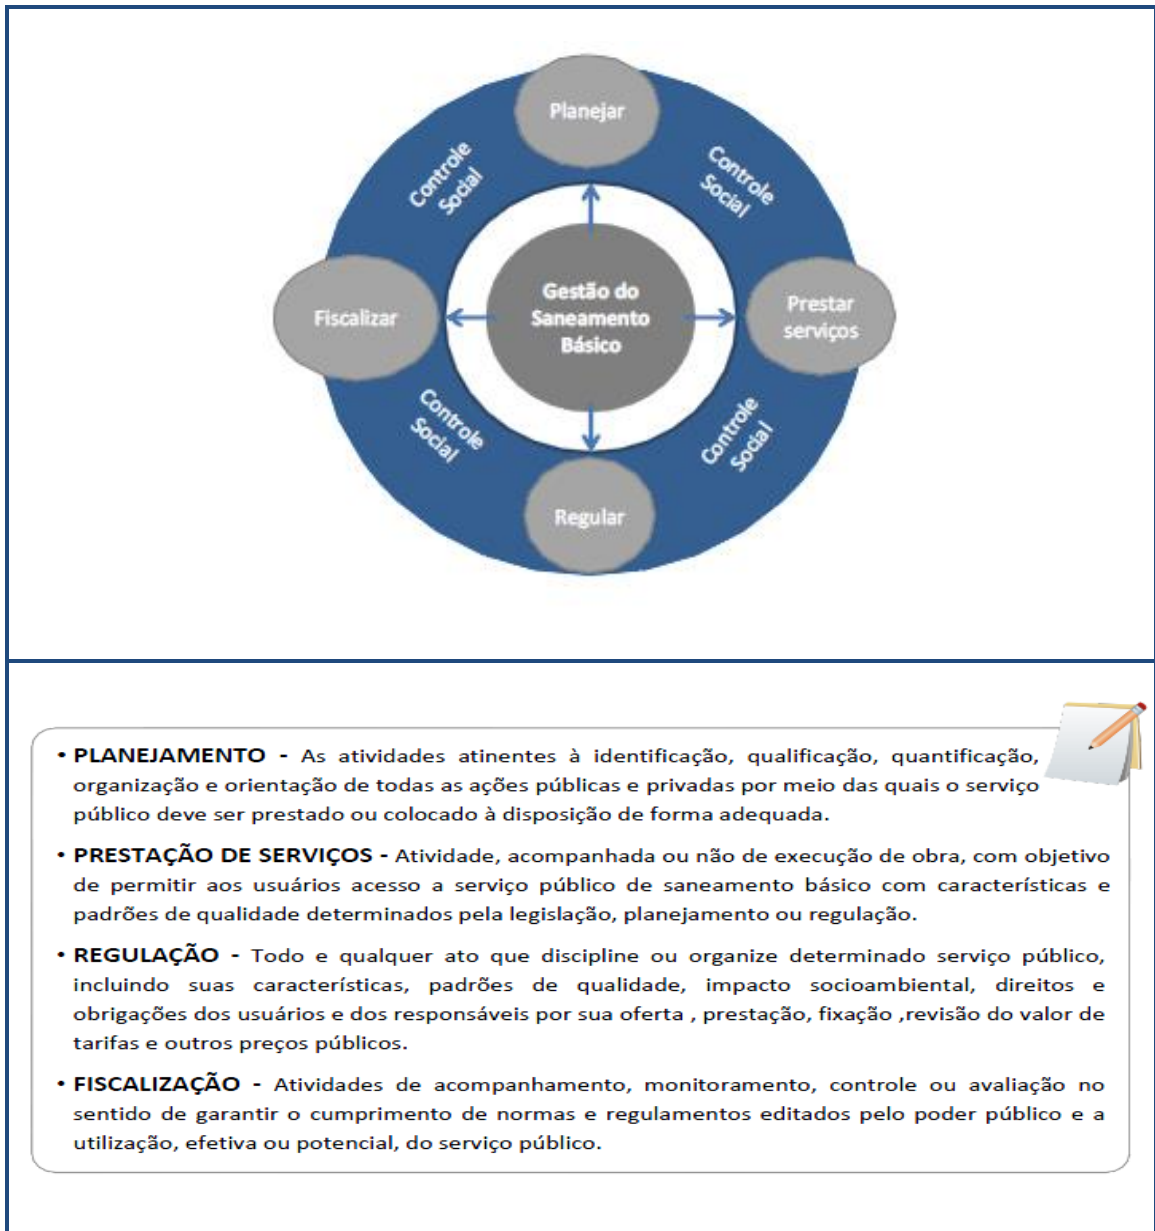 Planejar
Controle
Social
Controle
Social
Fiscalizar
Gestão do
Saneamento
Básico
Prestar
serviços
Controle
Social
Controle
Social
Regular
• PLANEJAMENTO - As atividades atinentes à identificação, qualificação, quantificação,
organização e orientação de todas as ações públicas e privadas por meio das quais o serviço
público deve ser prestado ou colocado à disposição de forma adequada.
• PRESTAÇÃO DE SERVIÇOS - Atividade, acompanhada ou não de execução de obra, com objetivo
de permitir aos usuários acesso a serviço público de saneamento básico com características e
padrões de qualidade determinados pela legislação, planejamento ou regulação.
• REGULAÇÃO - Todo e qualquer ato que discipline ou organize determinado serviço público,
incluindo suas características, padrões de qualidade, impacto socioambiental, direitos e
obrigações dos usuários e dos responsáveis por sua oferta , prestação, fixação ,revisão do valor de
tarifas e outros preços públicos.
• FISCALIZAÇÃO - Atividades de acompanhamento, monitoramento, controle ou avaliação no
sentido de garantir o cumprimento de normas e regulamentos editados pelo poder público e a
utilização, efetiva ou potencial, do serviço público.